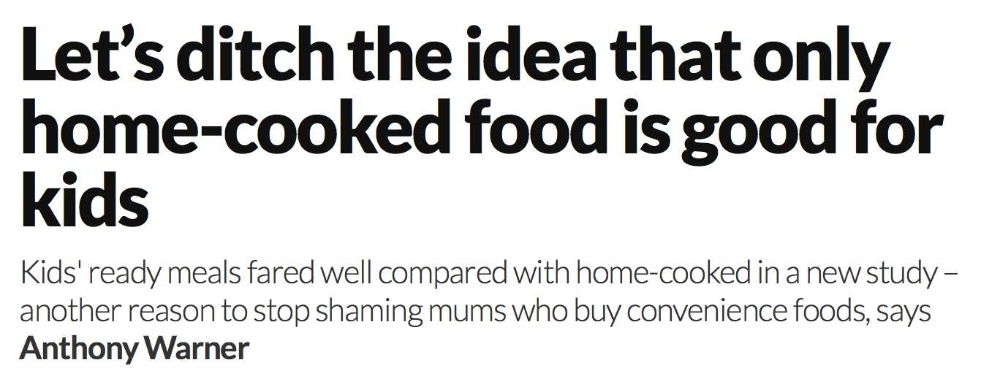 Let’s ditch the idea that only
home-cooked food is good for
kids
Kids' ready meals fared well compared with home-cooked in a new study –
another reason to stop shaming mums who buy convenience foods, says
Anthony Warner